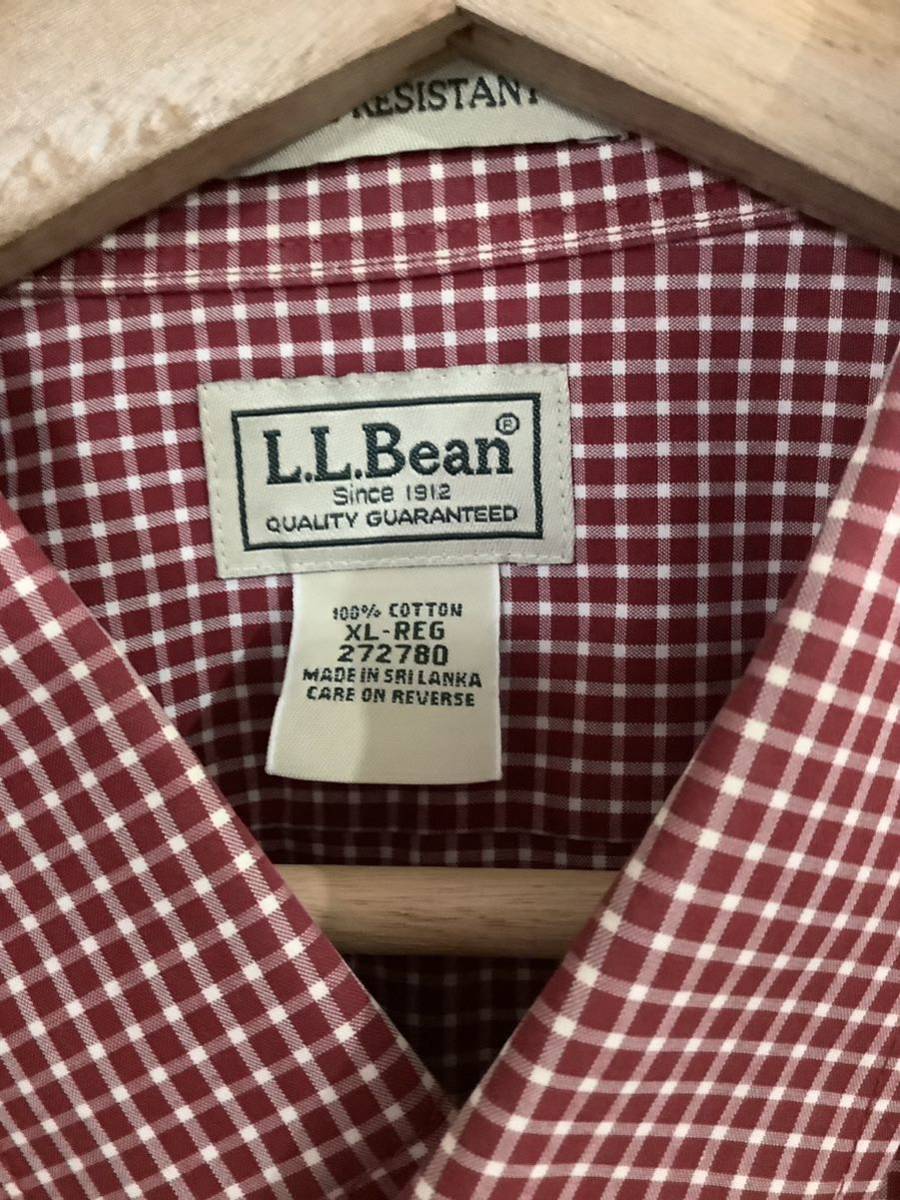 RESISTANT
L.L.Bean®
Since 1912
QUALITY GUARANTEED
100% COTTON
XL-REG
272780
MADE IN SRI LANKA
CARE ON REVERSE